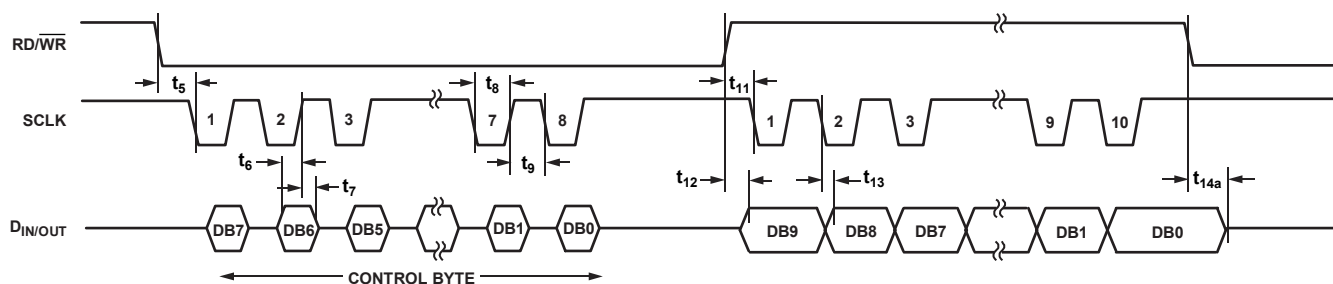 RD/WR
t5 t8 t11
SCLK 1 2 3 7 8 1 2 3 9 10
t6 t9 t12 t13 t14a
t7
DIN/OUT DB7 DB6 DB5 DB1 DB0 DB9 DB8 DB7 DB1 DB0
CONTROL BYTE